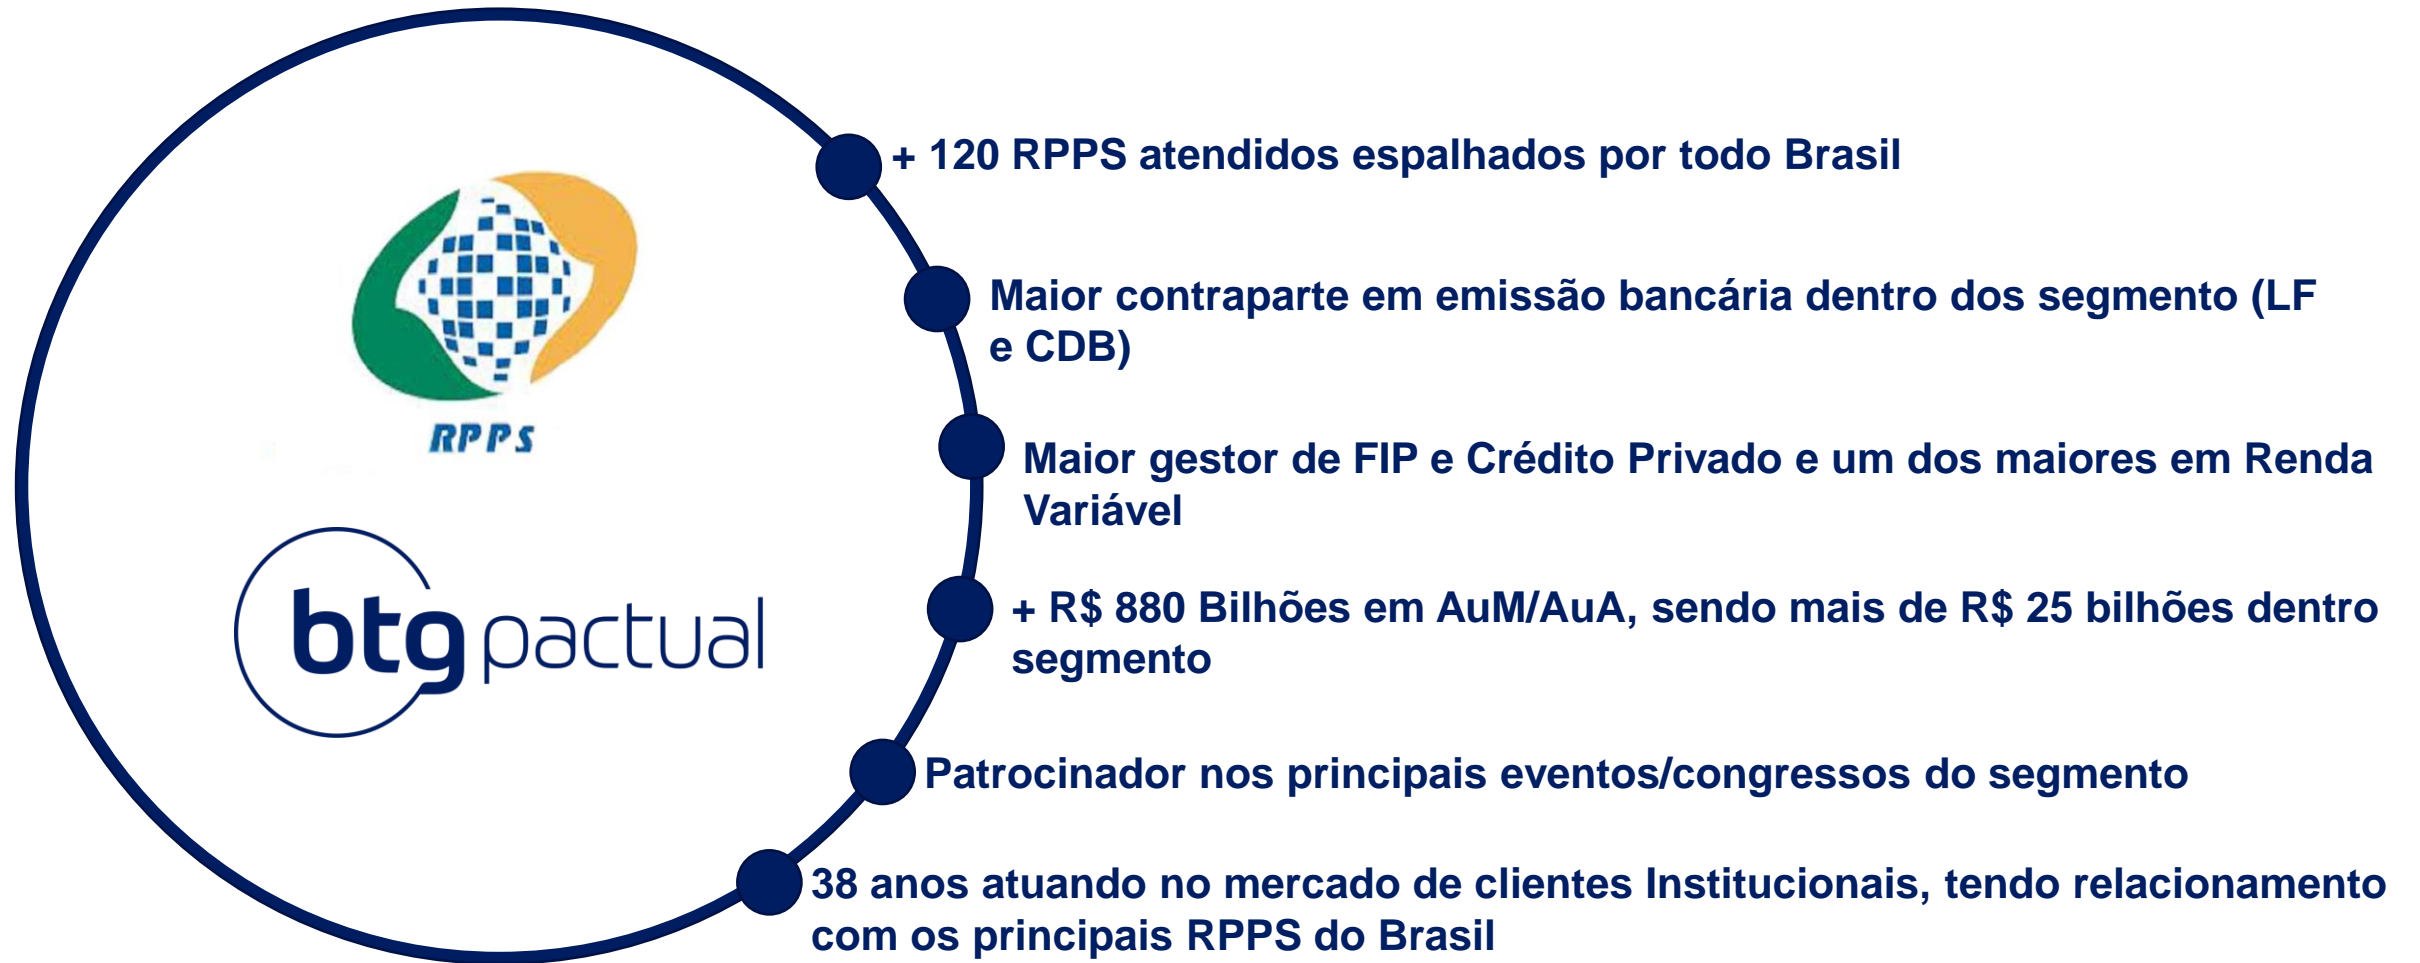 + 120 RPPS atendidos espalhados por todo Brasil
Maior contraparte em emissão bancária dentro dos segmento (LF
e CDB)
RPPS
Maior gestor de FIP e Crédito Privado e um dos maiores em Renda
Variável
btg pactual
+ R$ 880 Bilhões em AuM/AuA, sendo mais de R$ 25 bilhões dentro
segmento
Patrocinador nos principais eventos/congressos do segmento
38 anos atuando no mercado de clientes Institucionais, tendo relacionamento
com os principais RPPS do Brasil